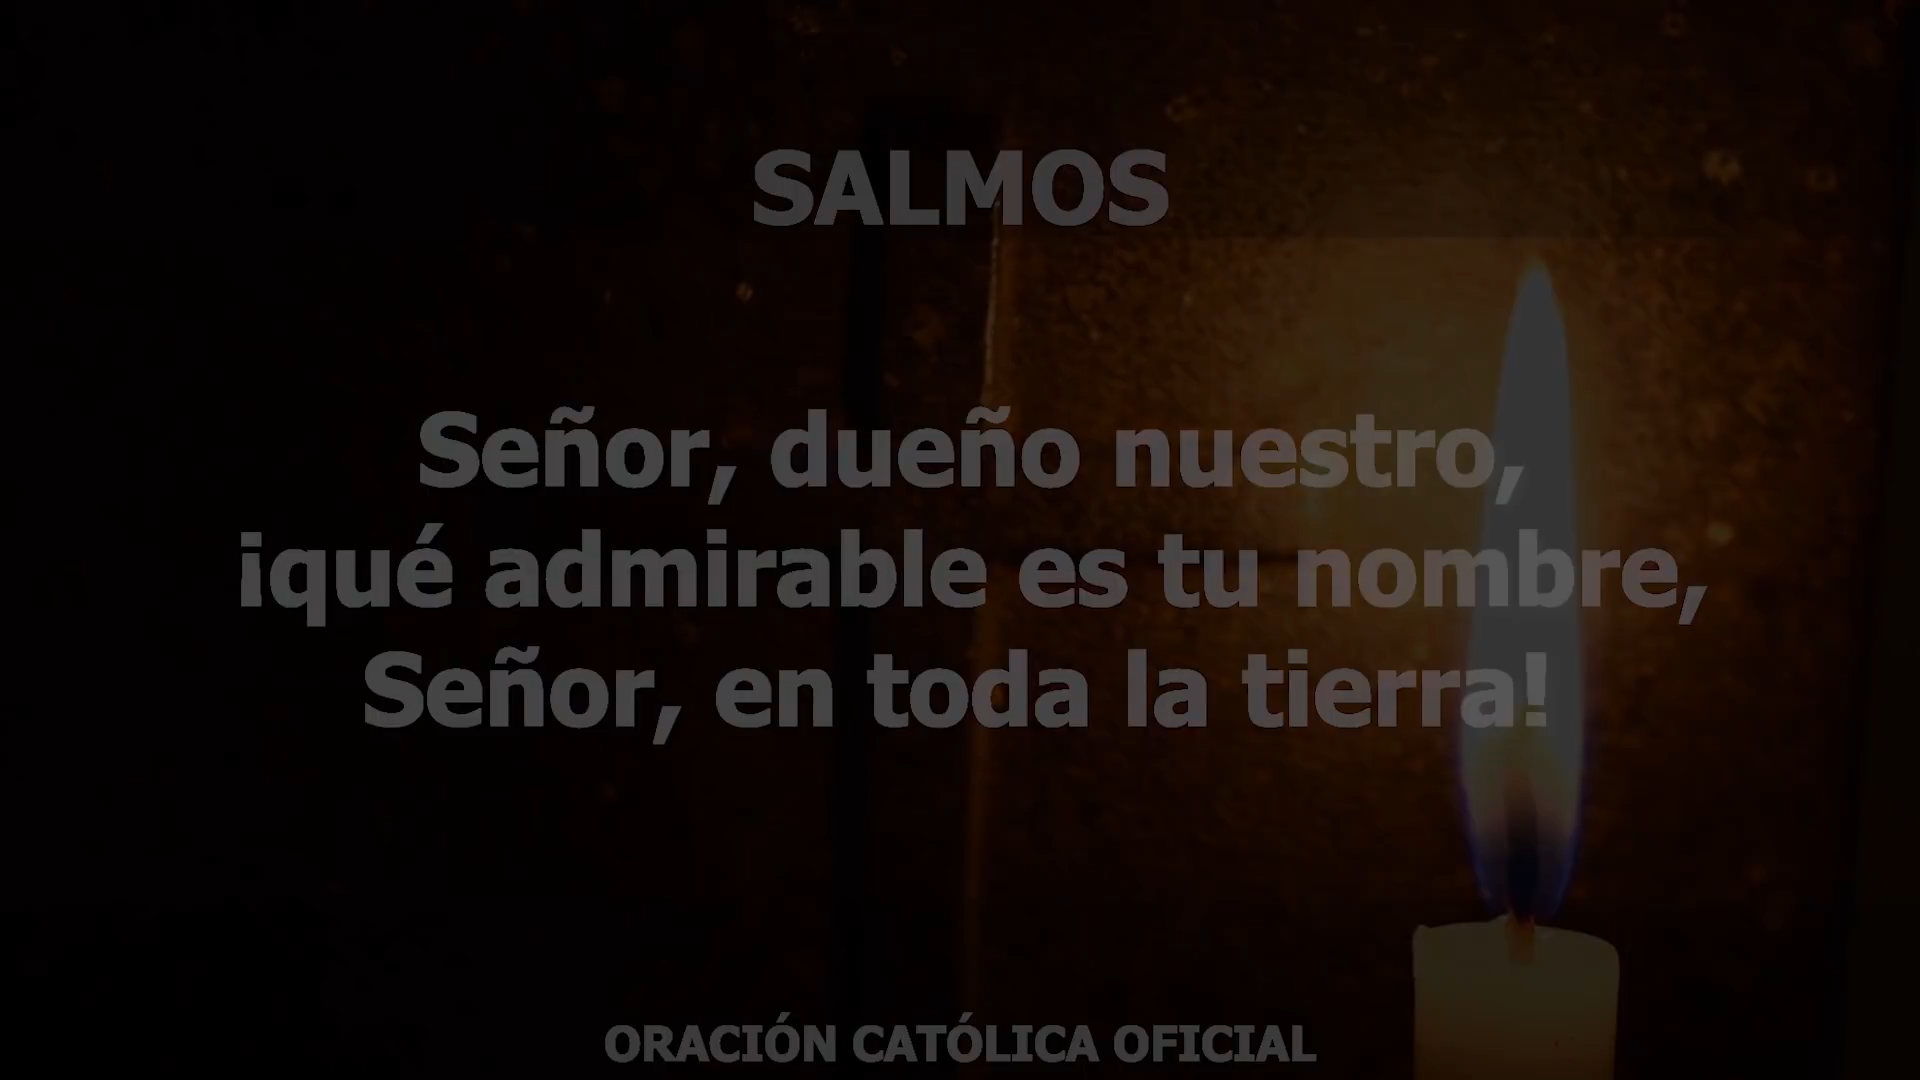 SALMOS
Señor, dueño nuestro,
¡qué admirable es tu nombre,
Señor, en toda la tierra!
ORACIÓN CATÓLICA OFICIAL